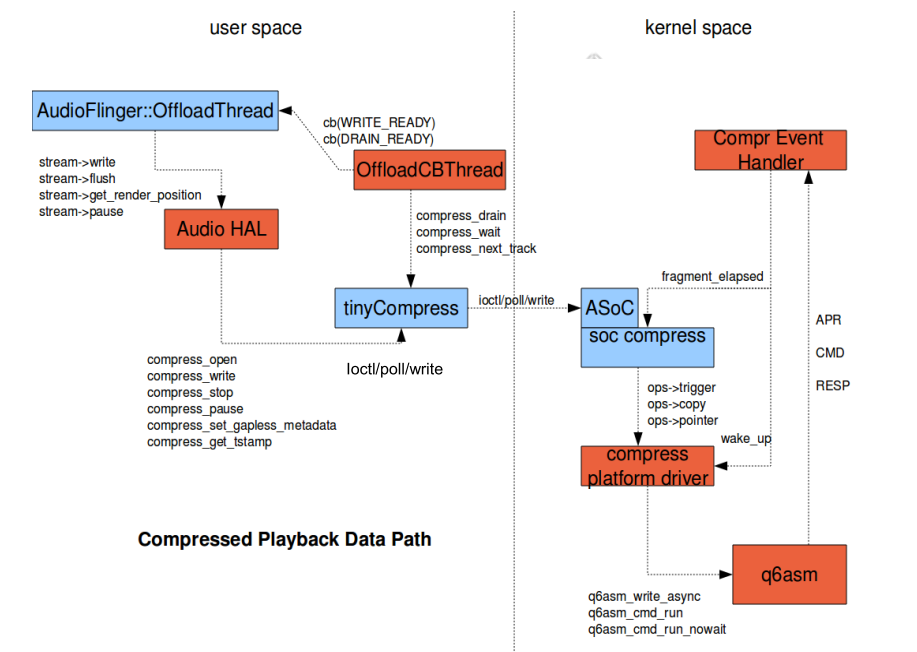 user space
kernel space
AudioFlinger::OffloadThread
cb(WRITE_READY)
cb(DRAIN_READY)
OffloadCBThread
Compr Event
Handler
stream->write
stream->flush
stream->get_render_position
stream->pause
Audio HAL
compress_drain
compress_wait
compress_next_track
fragment_elapsed
tinyCompress
ioctl/poll/write
ASoC
soc compress
APR
CMD
RESP
Ioctl/poll/write
compress_open
compress_write
compress_stop
compress_pause
compress_set_gapless_metadata
compress_get_tstamp
ops->trigger
ops->copy
ops->pointer
wake_up
compress
platform driver
Compressed Playback Data Path
q6asm
q6asm_write_async
q6asm_cmd_run
q6asm_cmd_run_nowait